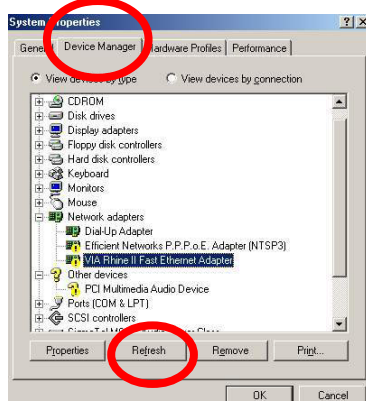 System Properties
General Device Manager Hardware Profiles Performance
View devices by type View devices by connection
CDROM
Disk drives
Display adapters
Floppy disk controllers
Hard disk controllers
Keyboard
Monitors
Mouse
Network adapters
Dial-Up Adapter
Efficient Networks P.P.P.o.E. Adapter (NTSP3)
VIA Rhine II Fast Ethernet Adapter
Other devices
PCI Multimedia Audio Device
Ports (COM & LPT)
SCSI controllers
Properties Refresh Remove Print...
OK Cancel